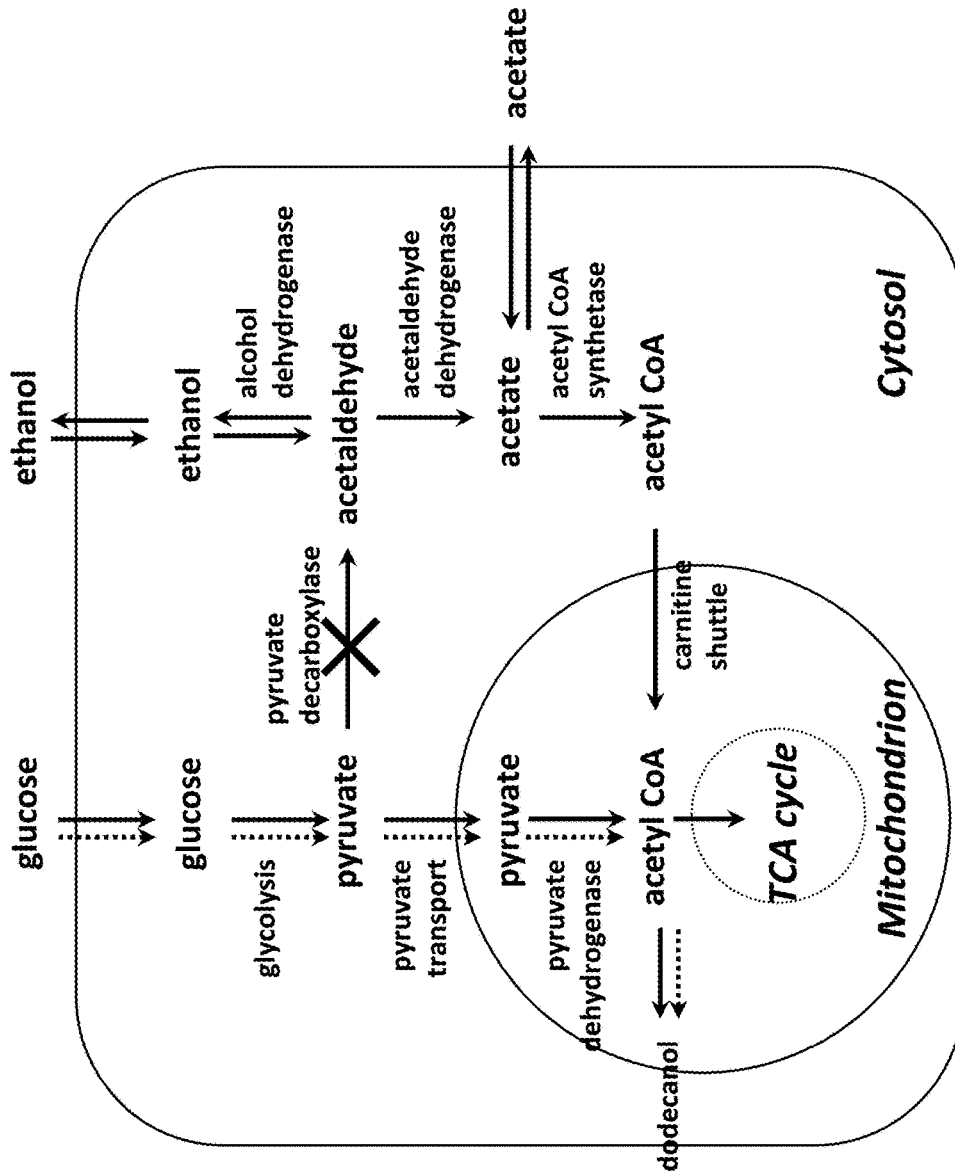 glucose
ethanol
glucose
ethanol
glycolysis
pyruvate
decarboxylase
alcohol
dehydrogenase
pyruvate
acetaldehyde
pyruvate
transport
acetaldehyde
dehydrogenase
pyruvate
acetate
acetate
pyruvate
dehydrogenase
acetyl CoA
synthetase
dodecanol
acetyl CoA
acetyl CoA
carnitine
shuttle
TCA cycle
Mitochondrion
Cytosol